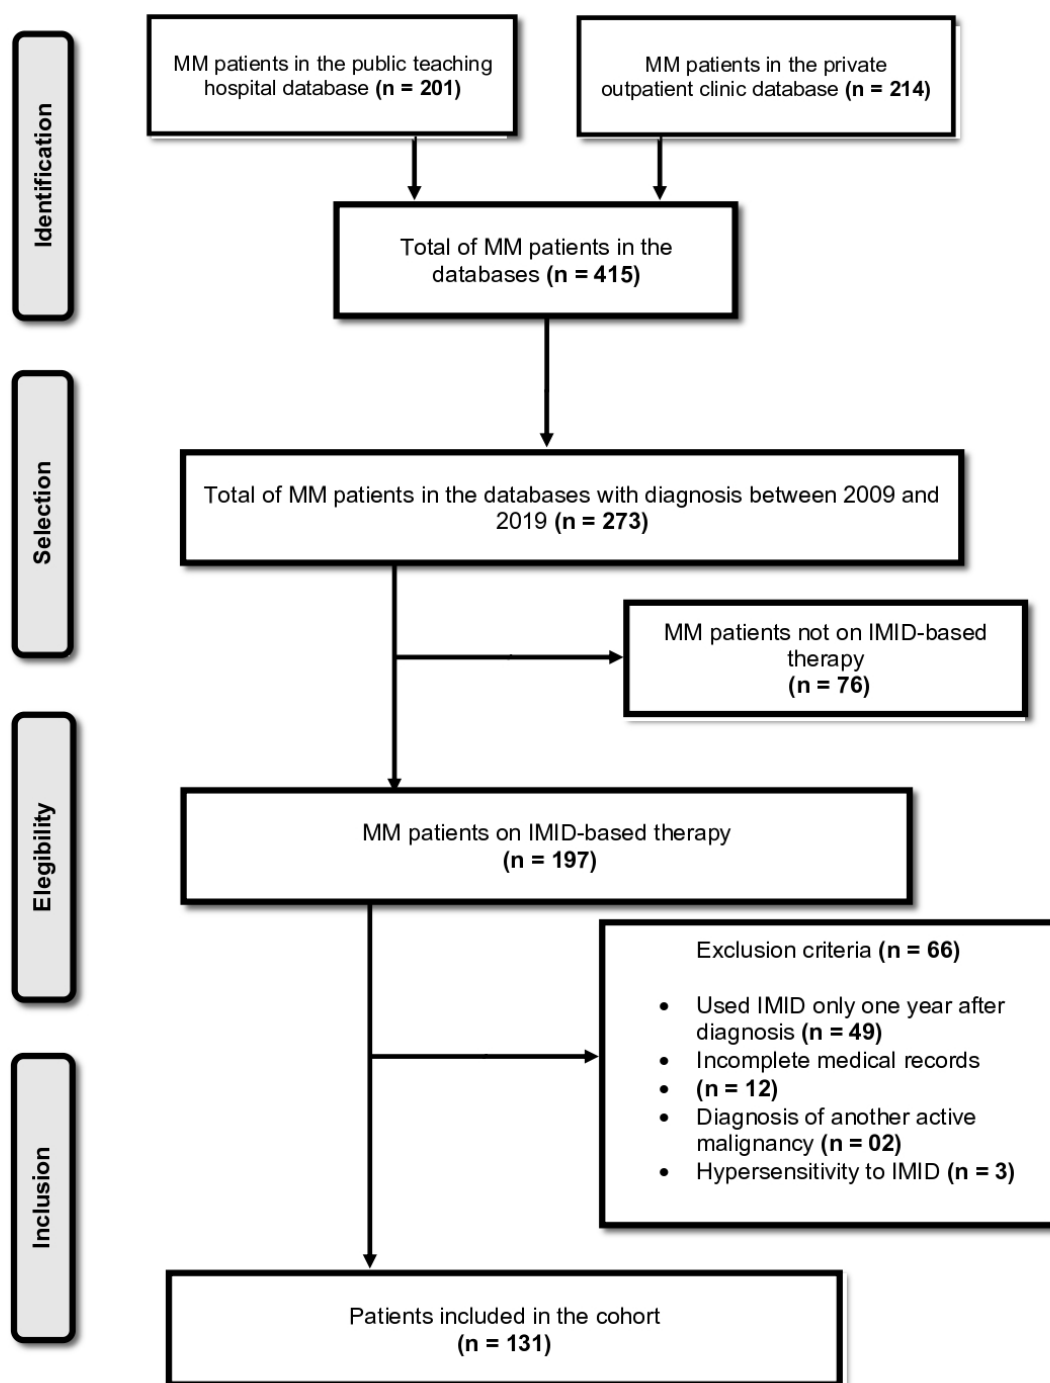 Identification
MM patients in the public teaching
hospital database (n = 201)
MM patients in the private
outpatient clinic database (n = 214)
Total of MM patients in the
databases (n = 415)
Selection
Total of MM patients in the databases with diagnosis between 2009 and
2019 (n = 273)
MM patients not on IMID-based
therapy
(n = 76)
Elegibility
MM patients on IMID-based therapy
(n = 197)
Exclusion criteria (n = 66)
• Used IMID only one year after
diagnosis (n = 49)
• Incomplete medical records
• (n = 12)
• Diagnosis of another active
malignancy (n = 02)
• Hypersensitivity to IMID (n = 3)
Inclusion
Patients included in the cohort
(n = 131)